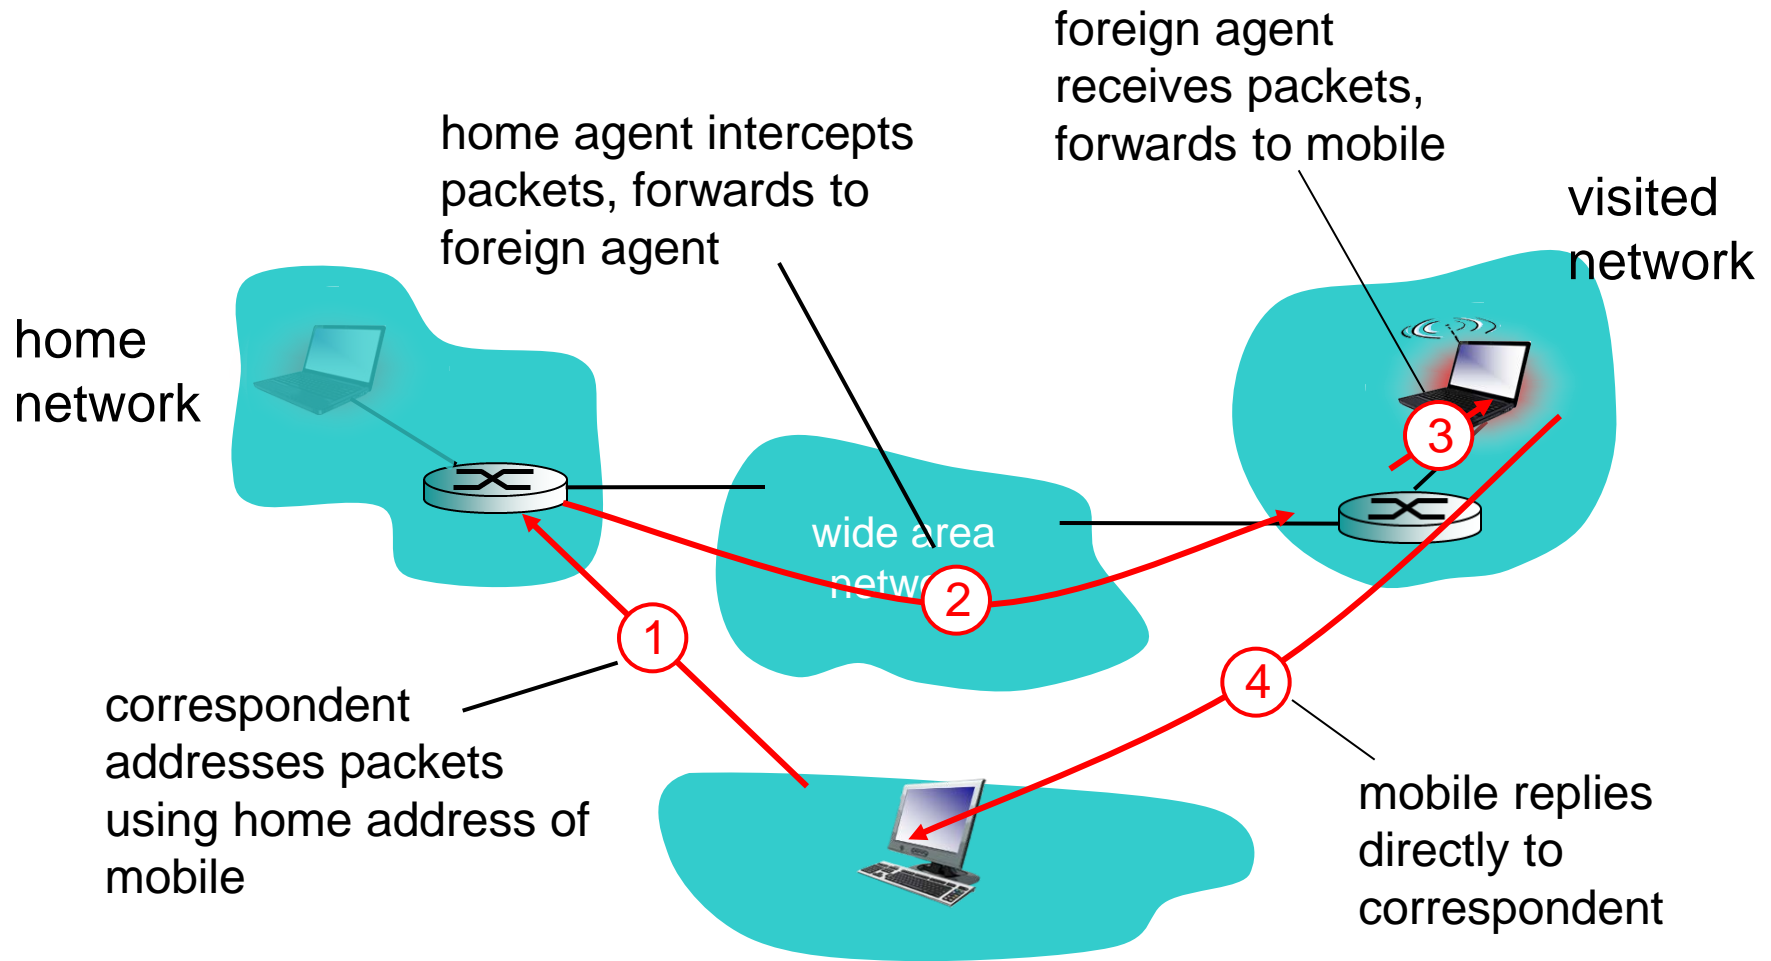 foreign agent
receives packets,
forwards to mobile
home agent intercepts
packets, forwards to
foreign agent
visited
network
home
network
3
wide area
netwo
2
1
4
correspondent
addresses packets
using home address of
mobile
mobile replies
directly to
correspondent